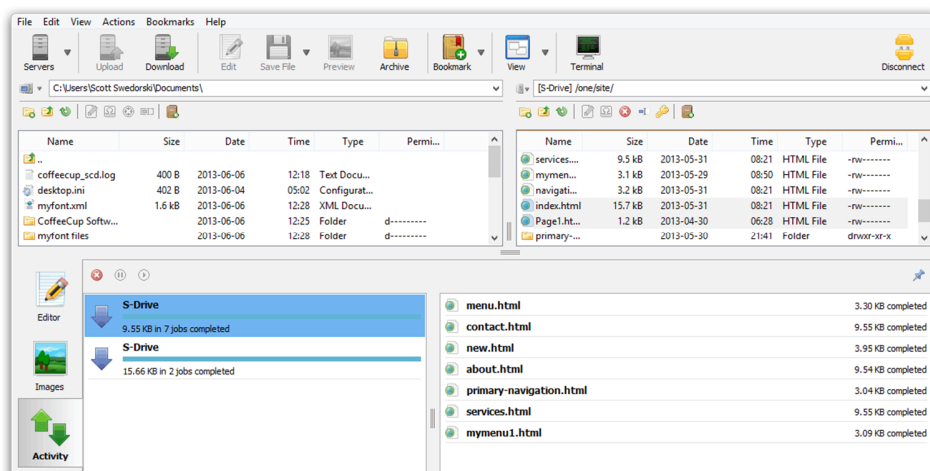 File Edit View Actions Bookmarks Help
Servers Upload Download Edit Save File Preview Archive Bookmark View Terminal Disconnect
C:\Users\Scott Swedorski\Documents\ [S-Drive] /one/site/
Name Size Date Time Type Permi... Name Size Date Time Type Permi...
.. services.... 9.5 kB 2013-05-31 08:21 HTML File -rw-------
coffeecup_scd.log 400 B 2013-06-06 12:18 Text Docu... mymen... 3.1 kB 2013-05-29 08:50 HTML File -rw-------
desktop.ini 402 B 2013-06-04 05:02 Configurat... navigati... 3.2 kB 2013-05-31 08:21 HTML File -rw-------
myfont.xml 1.6 kB 2013-06-06 12:28 XML Docu... index.html 15.7 kB 2013-05-31 08:21 HTML File -rw-------
CoffeeCup Softw... 2013-06-06 12:25 Folder d--------- Page1.ht... 1.2 kB 2013-04-30 06:28 HTML File -rw-------
myfont files 2013-06-06 12:28 Folder d--------- primary-... 2013-05-30 21:41 Folder drwxr-xr-x
Editor
Images
Activity
S-Drive
9.55 KB in 7 jobs completed
S-Drive
15.66 KB in 2 jobs completed
menu.html 3.30 KB completed
contact.html 9.55 KB completed
new.html 3.95 KB completed
about.html 9.54 KB completed
primary-navigation.html 3.04 KB completed
services.html 9.55 KB completed
mymenu1.html 3.09 KB completed